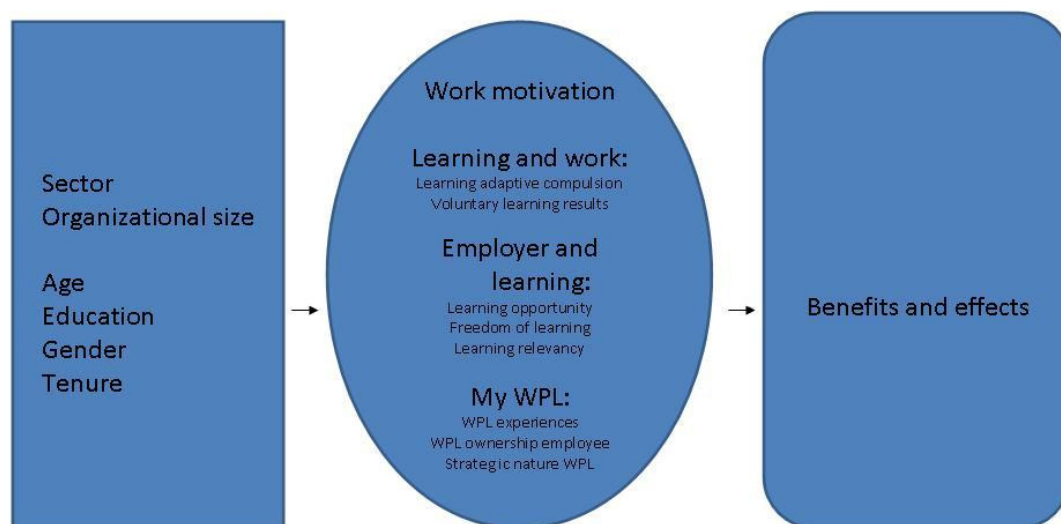 Sector
Organizational size
Age
Education
Gender
Tenure
Work motivation
Learning and work:
Learning adaptive compulsion
Voluntary learning results
Employer and
learning:
Learning opportunity
Freedom of learning
Learning relevancy
My WPL:
WPL experiences
WPL ownership employee
Strategic nature WPL
Benefits and effects